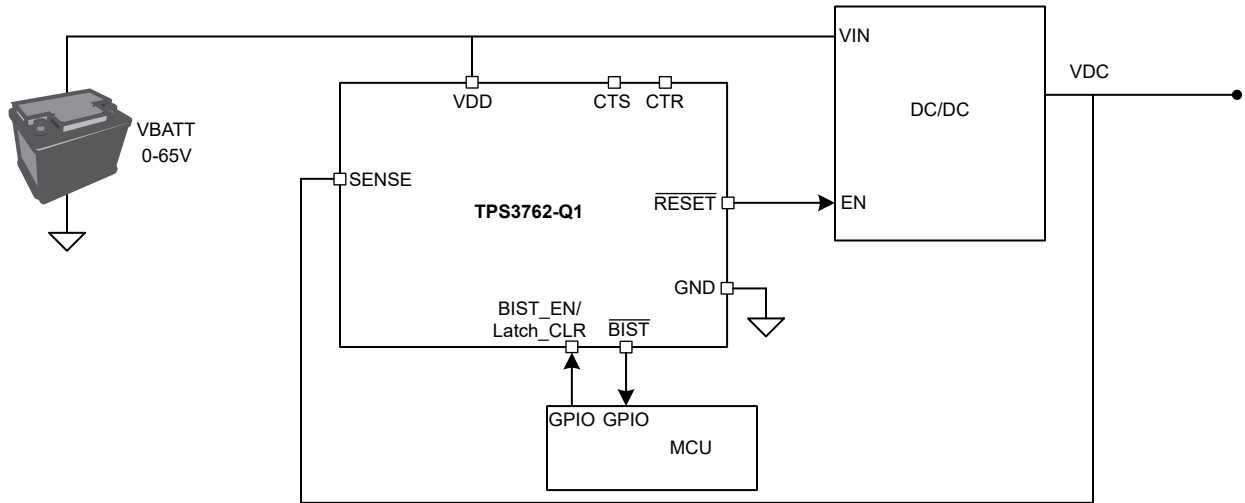 VIN
VDC
VDD
CTS
CTR
DC/DC
VBATT
0-65V
SENSE
TPS3762-Q1
RESET
EN
GND
BIST_EN/
Latch_CLR
BIST
GPIO
GPIO
MCU